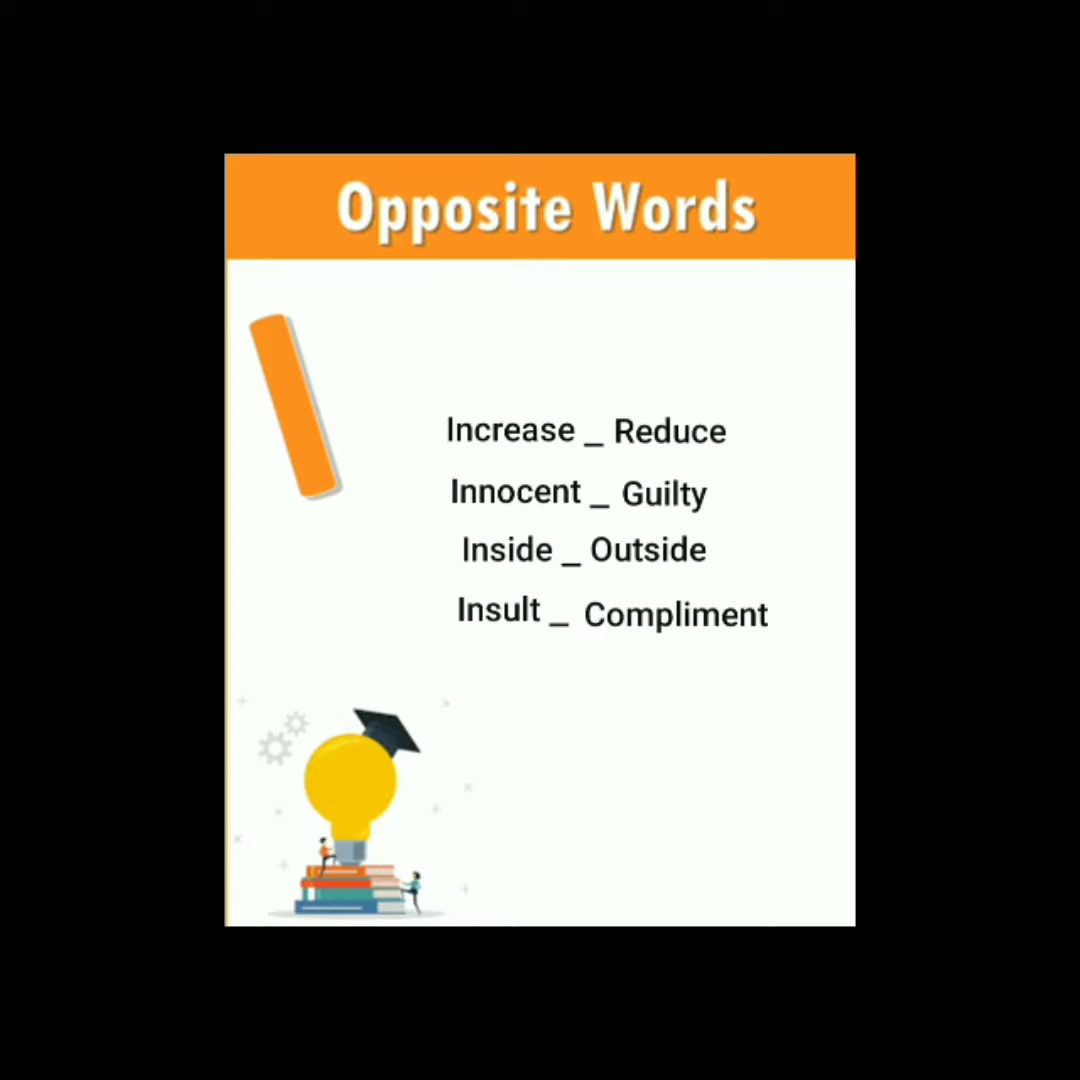 Opposite Words
Increase _ Reduce
Innocent _ Guilty
Inside _ Outside
Insult _ Compliment